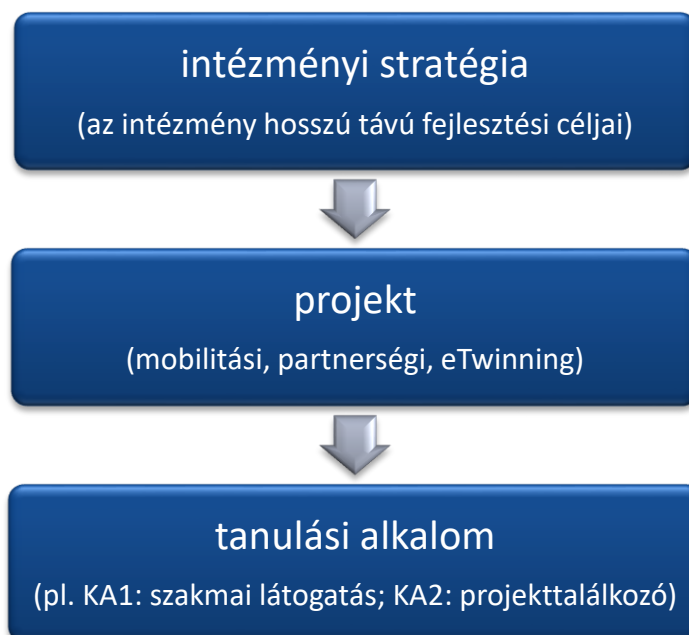 intézményi stratégia
(az intézmény hosszú távú fejlesztési céljai)
projekt
(mobilitási, partnerségi, eTwinning)
tanulási alkalom
(pl. KA1: szakmai látogatás; KA2: projekttalálkozó)